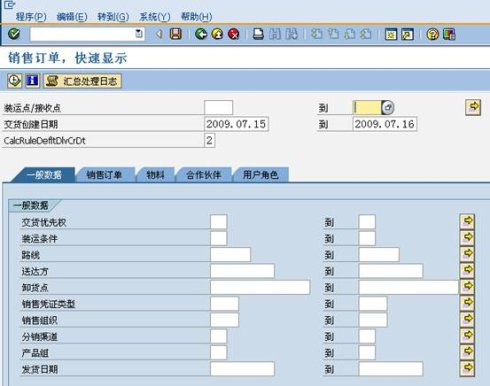 程序(P) 编辑(E) 转到(G) 系统(Y) 帮助(H)
销售订单，快速显示
汇总处理日志
装运点/接收点 到
交货创建日期 2009.07.15 到 2009.07.16
CalcRuleDefltDlvCrDt 2
一般数据 销售订单 物料 合作伙伴 用户角色
一般数据
交货优先权 到
装运条件 到
路线 到
送达方 到
卸货点 到
销售凭证类型 到
销售组织 到
分销渠道 到
产品组 到
发货日期 到